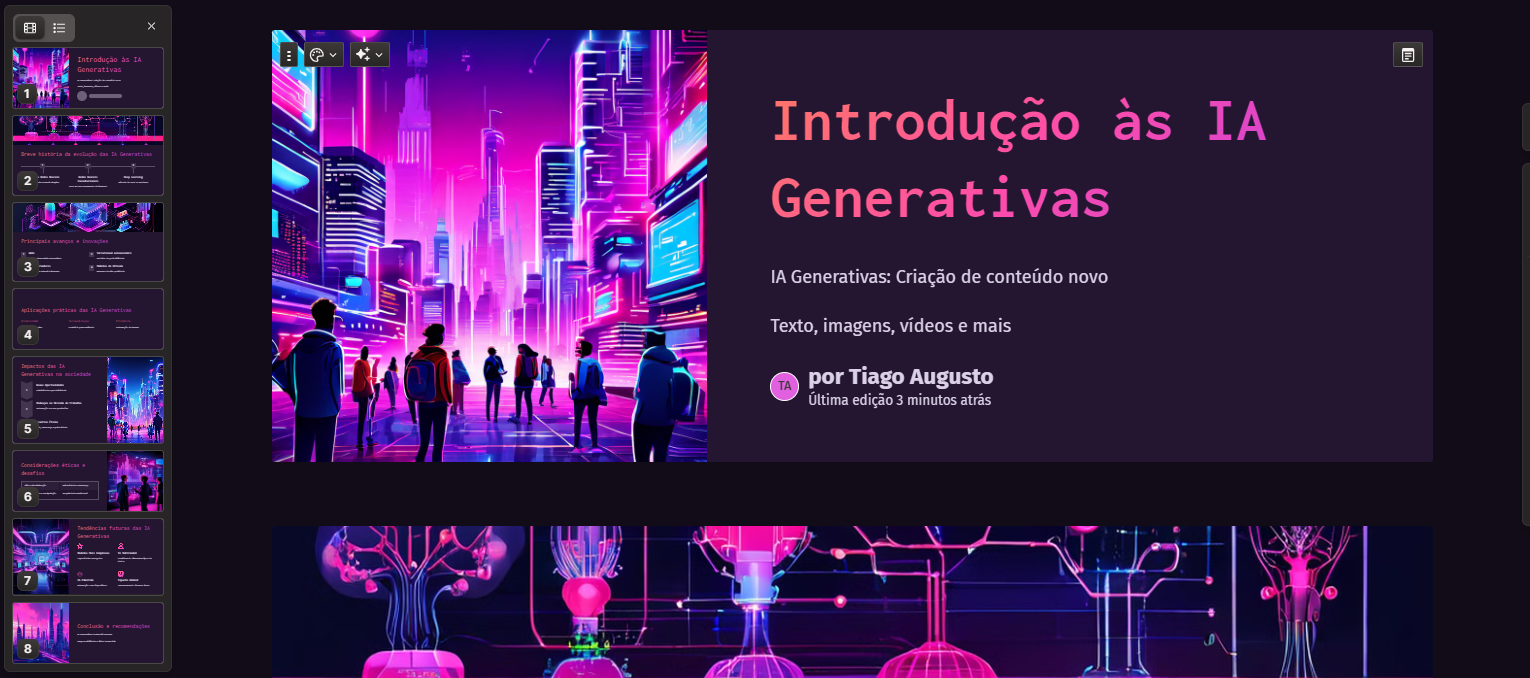 1
Introdução às IA
Generativas
2
Breve história da evolução das IA Generativas
Deep Learning
3
Principais avanços e inovações
4
Aplicações práticas das IA Generativas
5
Impactos das IA
Generativas na sociedade
6
Considerações éticas e
desafios
7
Tendências futuras das IA
Generativas
8
Conclusão e recomendações
Introdução às IA
Generativas
IA Generativas: Criação de conteúdo novo
Texto, imagens, vídeos e mais
TA
por Tiago Augusto
Última edição 3 minutos atrás